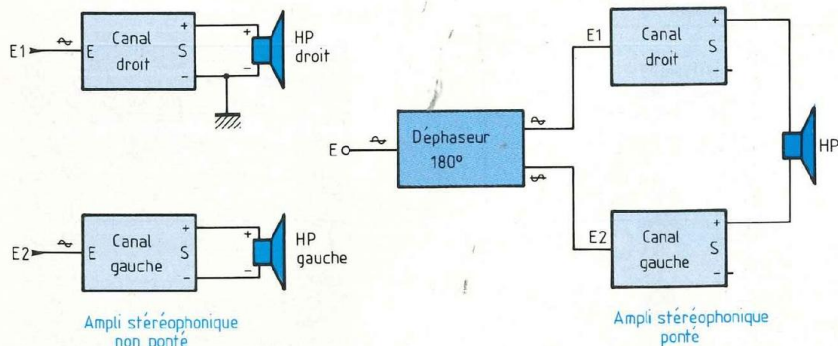 E1
E
Canal
droit
S
+
-
+
-
HP
droit
E2
E
Canal
gauche
S
+
-
+
-
HP
gauche
Ampli stéréophonique
non ponté
E
Déphaseur
180°
E1
Canal
droit
S
+
-
HP
E2
Canal
gauche
S
+
-
Ampli stéréophonique
ponté